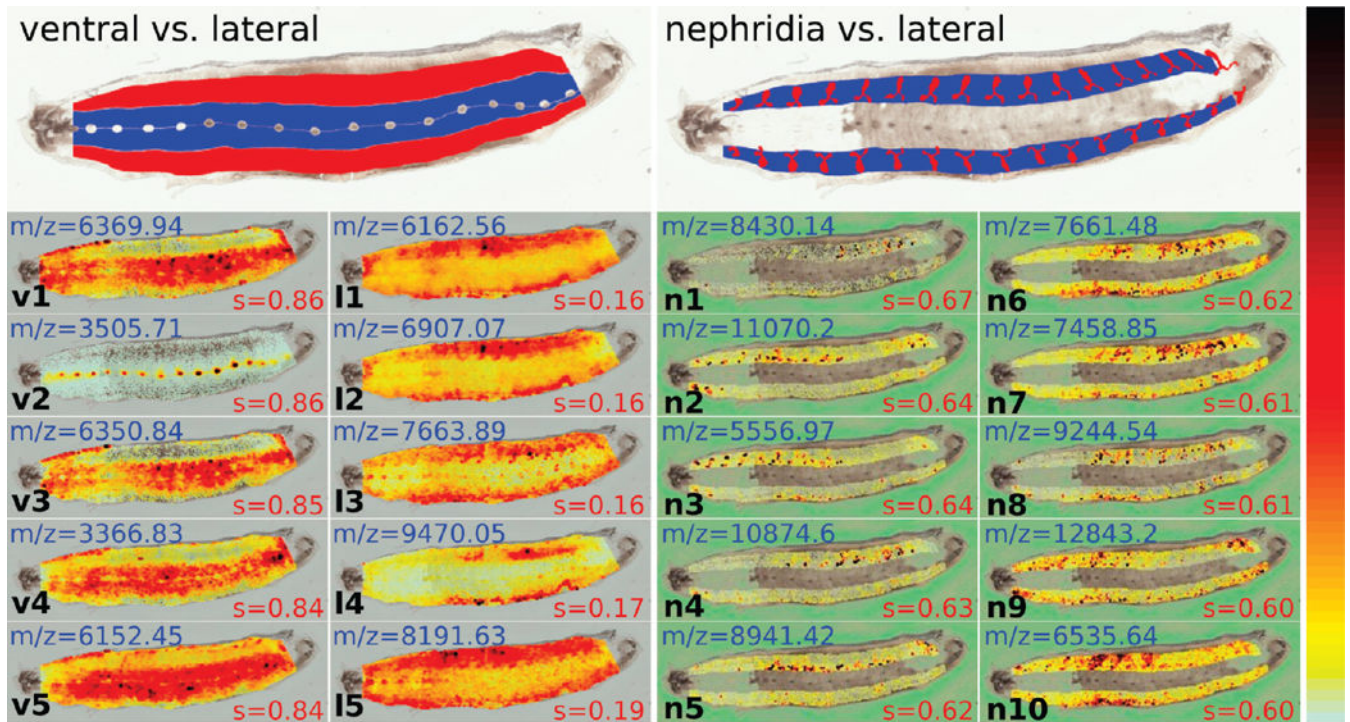 ventral vs. lateral
nephridia vs. lateral
m/z=6369.94
v1
s=0.86
m/z=6162.56
l1
s=0.16
m/z=8430.14
n1
s=0.67
m/z=7661.48
n6
s=0.62
m/z=3505.71
v2
s=0.86
m/z=6907.07
l2
s=0.16
m/z=11070.2
n2
s=0.64
m/z=7458.85
n7
s=0.61
m/z=6350.84
v3
s=0.85
m/z=7663.89
l3
s=0.16
m/z=5556.97
n3
s=0.64
m/z=9244.54
n8
s=0.61
m/z=3366.83
v4
s=0.84
m/z=9470.05
l4
s=0.17
m/z=10874.6
n4
s=0.63
m/z=12843.2
n9
s=0.60
m/z=6152.45
v5
s=0.84
m/z=8191.63
l5
s=0.19
m/z=8941.42
n5
s=0.62
m/z=6535.64
n10
s=0.60